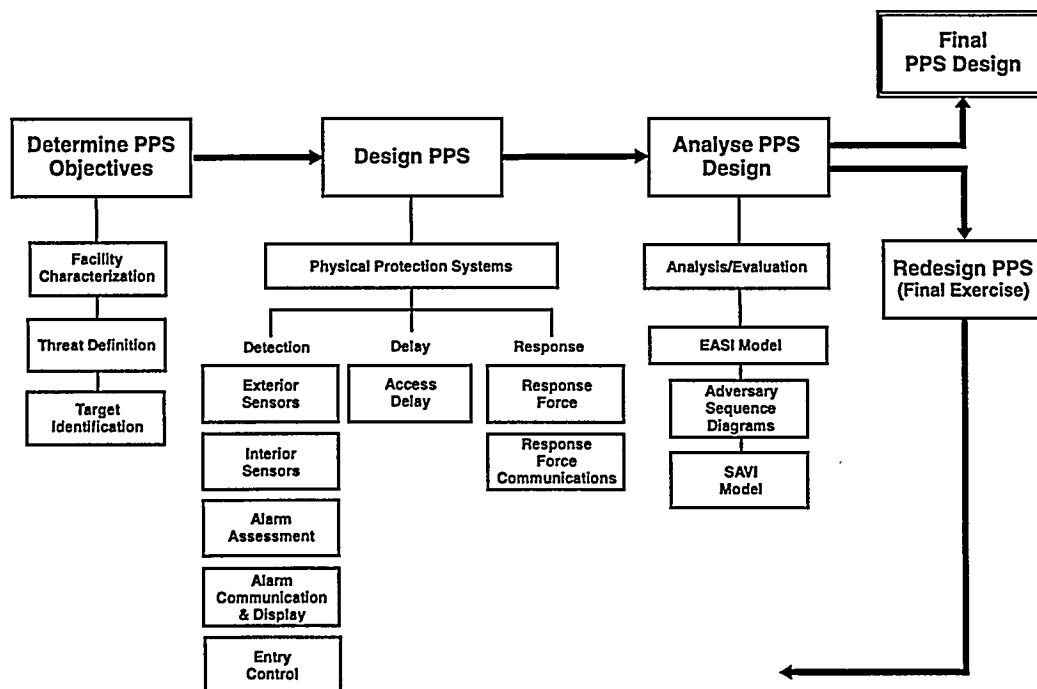 Final
PPS Design
Determine PPS
Objectives
Design PPS
Analyse PPS
Design
Facility
Characterization
Threat Definition
Target
Identification
Physical Protection Systems
Detection
Delay
Response
Exterior
Sensors
Interior
Sensors
Alarm
Assessment
Alarm
Communication
& Display
Entry
Control
Access
Delay
Response
Force
Response
Force
Communications
Analysis/Evaluation
EASI Model
Adversary
Sequence
Diagrams
SAVI
Model
Redesign PPS
(Final Exercise)